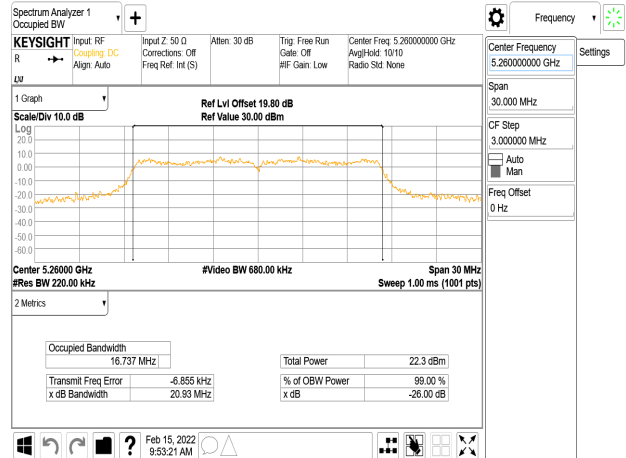 Spectrum Analyzer 1
Occupied BW
Frequency
KEYSIGHT
R
LXI
Input: RF
Coupling: DC
Align: Auto
Input Z: 50 Ω
Corrections: Off
Freq Ref: Int (S)
Atten: 30 dB
Trig: Free Run
Gate: Off
#IF Gain: Low
Center Freq: 5.260000000 GHz
Avg|Hold: 10/10
Radio Std: None
Center Frequency
5.260000000 GHz
Settings
Span
30.000 MHz
CF Step
3.000000 MHz
Auto
Man
Freq Offset
0 Hz
1 Graph
Scale/Div 10.0 dB
Ref Lvl Offset 19.80 dB
Ref Value 30.00 dBm
Log
20.0
10.0
0.00
-10.0
-20.0
-30.0
-40.0
-50.0
-60.0
Center 5.26000 GHz
#Video BW 680.00 kHz
Span 30 MHz
#Res BW 220.00 kHz
Sweep 1.00 ms (1001 pts)
2 Metrics
Occupied Bandwidth
16.737 MHz
Total Power 22.3 dBm
Transmit Freq Error -6.855 kHz
% of OBW Power 99.00 %
x dB Bandwidth 20.93 MHz
x dB -26.00 dB
?
Feb 15, 2022
9:53:21 AM